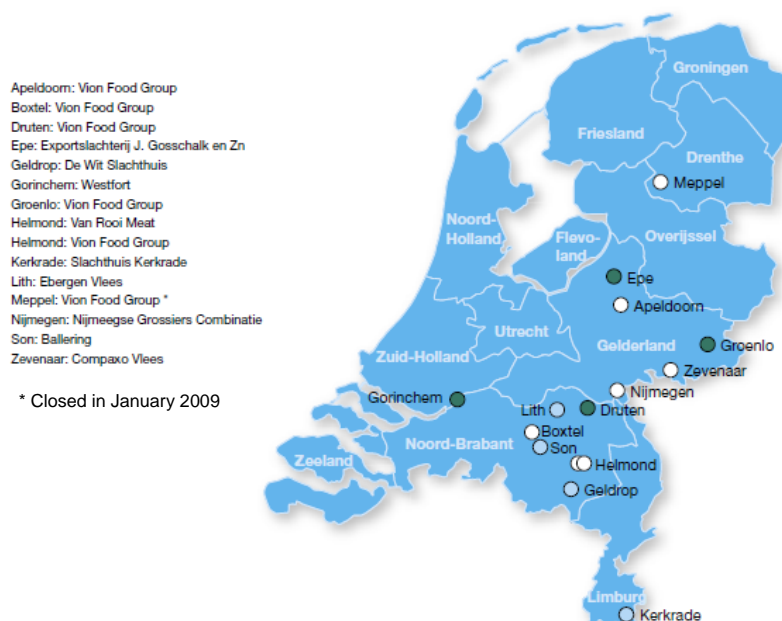 Apeldoorn: Vion Food Group
Boxtel: Vion Food Group
Druten: Vion Food Group
Epe: Exportslachterij J. Gosschalk en Zn
Geldrop: De Wit Slachthuis
Gorinchem: Westfort
Groenlo: Vion Food Group
Helmond: Van Rooi Meat
Helmond: Vion Food Group
Kerkrade: Slachthuis Kerkrade
Lith: Ebergen Vlees
Meppel: Vion Food Group *
Nijmegen: Nijmeegse Grossiers Combinatie
Son: Ballering
Zevenaar: Compaxo Vlees
* Closed in January 2009
Groningen
Friesland
Drenthe
Meppel
Noord-
Holland
Flevo-
land
Overijssel
Epe
Apeldoorn
Utrecht
Gelderland
Groenlo
Zuid-Holland
Zevenaar
Nijmegen
Gorinchem
Lith
Druten
Boxtel
Noord-Brabant
Son
Zeeland
Helmond
Geldrop
Limburg
Kerkrade